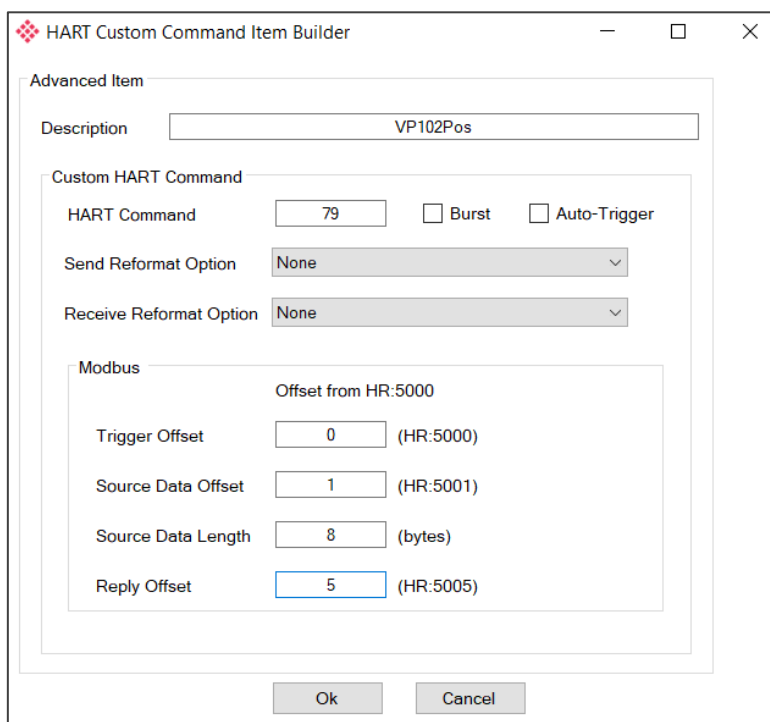 HART Custom Command Item Builder
Advanced Item
Description VP102Pos
Custom HART Command
HART Command 79 Burst Auto-Trigger
Send Reformat Option None
Receive Reformat Option None
Modbus
Offset from HR:5000
Trigger Offset 0 (HR:5000)
Source Data Offset 1 (HR:5001)
Source Data Length 8 (bytes)
Reply Offset 5 (HR:5005)
Ok Cancel